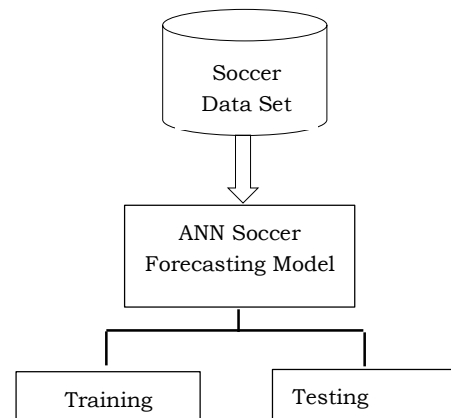 Soccer
Data Set
ANN Soccer
Forecasting Model
Training
Testing